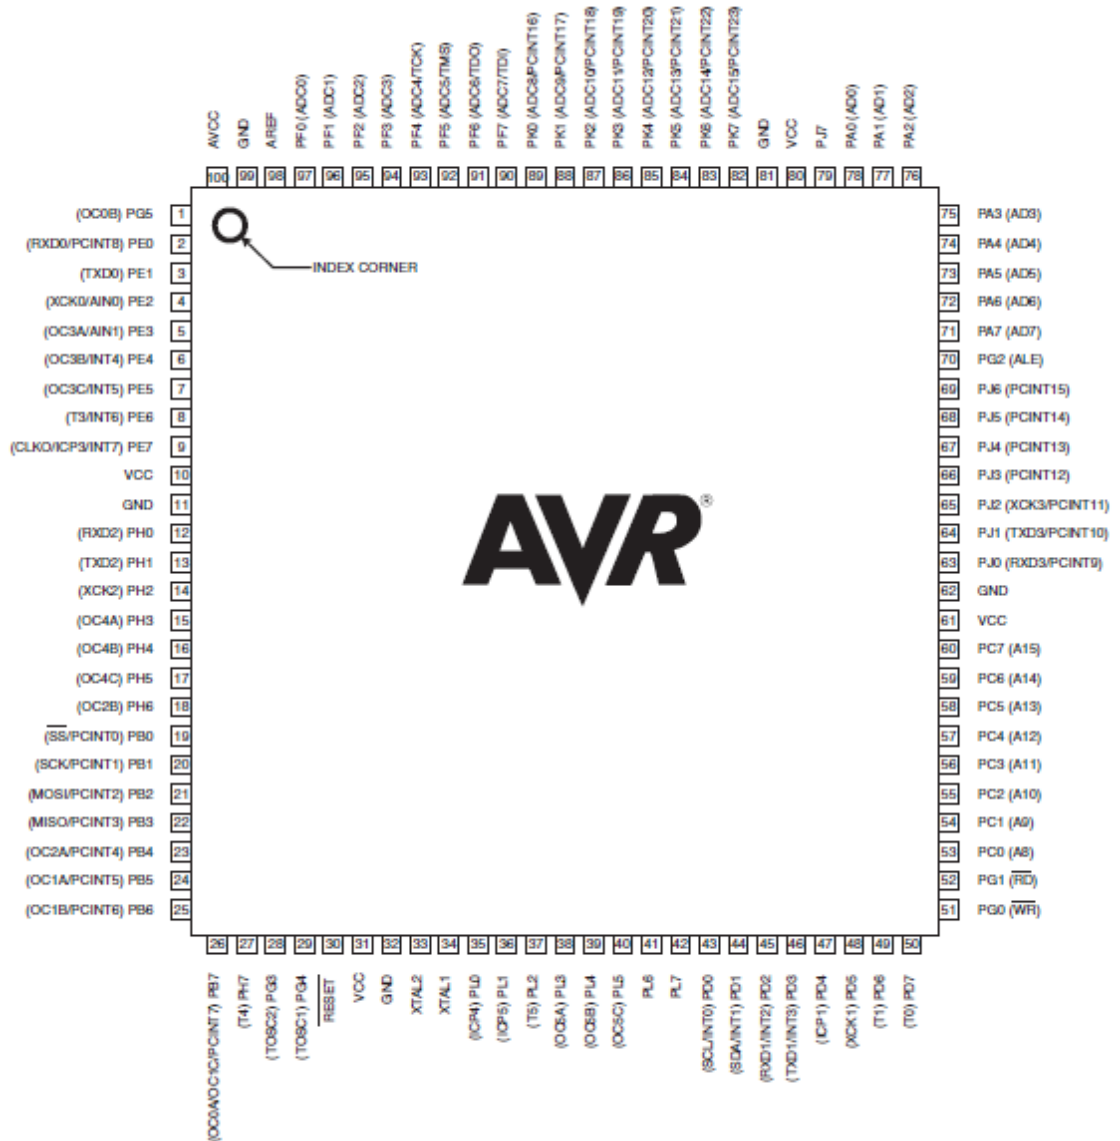 AVCC
GND
AREF
PF0 (ADC0)
PF1 (ADC1)
PF2 (ADC2)
PF3 (ADC3)
PF4 (ADC4/TCK)
PF5 (ADC5/TMS)
PF6 (ADC6/TDO)
PF7 (ADC7/TDI)
PK0 (ADC8/PCINT16)
PK1 (ADC9/PCINT17)
PK2 (ADC10/PCINT18)
PK3 (ADC11/PCINT19)
PK4 (ADC12/PCINT20)
PK5 (ADC13/PCINT21)
PK6 (ADC14/PCINT22)
PK7 (ADC15/PCINT23)
GND
VCC
PJ7
PA0 (AD0)
PA1 (AD1)
PA2 (AD2)
100 99 98 97 96 95 94 93 92 91 90 89 88 87 86 85 84 83 82 81 80 79 78 77 76
(OC0B) PG5 1
(RXD0/PCINT8) PE0 2
(TXD0) PE1 3
(XCK0/AIN0) PE2 4
(OC3A/AIN1) PE3 5
(OC3B/INT4) PE4 6
(OC3C/INT5) PE5 7
(T3/INT6) PE6 8
(CLKO/ICP3/INT7) PE7 9
VCC 10
GND 11
(RXD2) PH0 12
(TXD2) PH1 13
(XCK2) PH2 14
(OC4A) PH3 15
(OC4B) PH4 16
(OC4C) PH5 17
(OC2B) PH6 18
(SS/PCINT0) PB0 19
(SCK/PCINT1) PB1 20
(MOSI/PCINT2) PB2 21
(MISO/PCINT3) PB3 22
(OC2A/PCINT4) PB4 23
(OC1A/PCINT5) PB5 24
(OC1B/PCINT6) PB6 25
INDEX CORNER
AVR®
75 PA3 (AD3)
74 PA4 (AD4)
73 PA5 (AD5)
72 PA6 (AD6)
71 PA7 (AD7)
70 PG2 (ALE)
69 PJ6 (PCINT15)
68 PJ5 (PCINT14)
67 PJ4 (PCINT13)
66 PJ3 (PCINT12)
65 PJ2 (XCK3/PCINT11)
64 PJ1 (TXD3/PCINT10)
63 PJ0 (RXD3/PCINT9)
62 GND
61 VCC
60 PC7 (A15)
59 PC6 (A14)
58 PC5 (A13)
57 PC4 (A12)
56 PC3 (A11)
55 PC2 (A10)
54 PC1 (A9)
53 PC0 (A8)
52 PG1 (RD)
51 PG0 (WR)
26 27 28 29 30 31 32 33 34 35 36 37 38 39 40 41 42 43 44 45 46 47 48 49 50
(OC0A/OC1C/PCINT7) PB7
(T4) PH7
(TOSC2) PG3
(TOSC1) PG4
RESET
VCC
GND
XTAL2
XTAL1
(ICP4) PL0
(ICP5) PL1
(T5) PL2
(OC5A) PL3
(OC5B) PL4
(OC5C) PL5
PL6
PL7
(SCL/INT0) PD0
(SDA/INT1) PD1
(RXD1/INT2) PD2
(TXD1/INT3) PD3
(ICP1) PD4
(XCK1) PD5
(T1) PD6
(T0) PD7